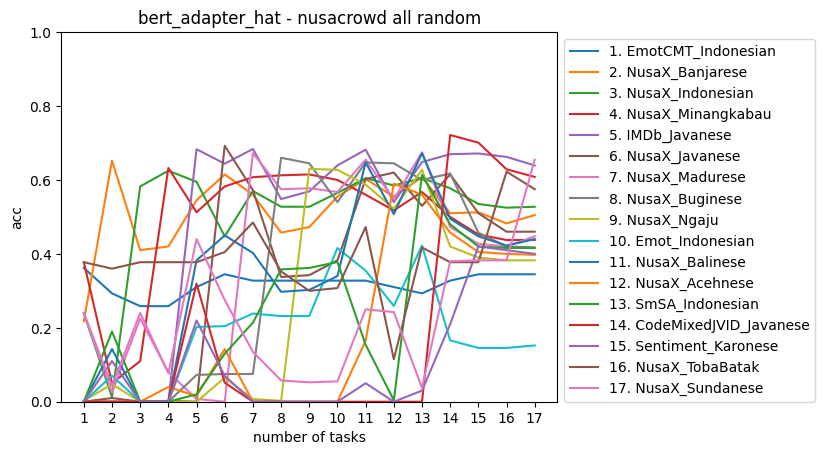 bert_adapter_hat - nusacrowd all random
acc
1.0
0.8
0.6
0.4
0.2
0.0
1 2 3 4 5 6 7 8 9 10 11 12 13 14 15 16 17
number of tasks
1. EmotCMT_Indonesian
2. NusaX_Banjarese
3. NusaX_Indonesian
4. NusaX_Minangkabau
5. IMDb_Javanese
6. NusaX_Javanese
7. NusaX_Madurese
8. NusaX_Buginese
9. NusaX_Ngaju
10. Emot_Indonesian
11. NusaX_Balinese
12. NusaX_Acehnese
13. SmSA_Indonesian
14. CodeMixedJVID_Javanese
15. Sentiment_Karonese
16. NusaX_TobaBatak
17. NusaX_Sundanese